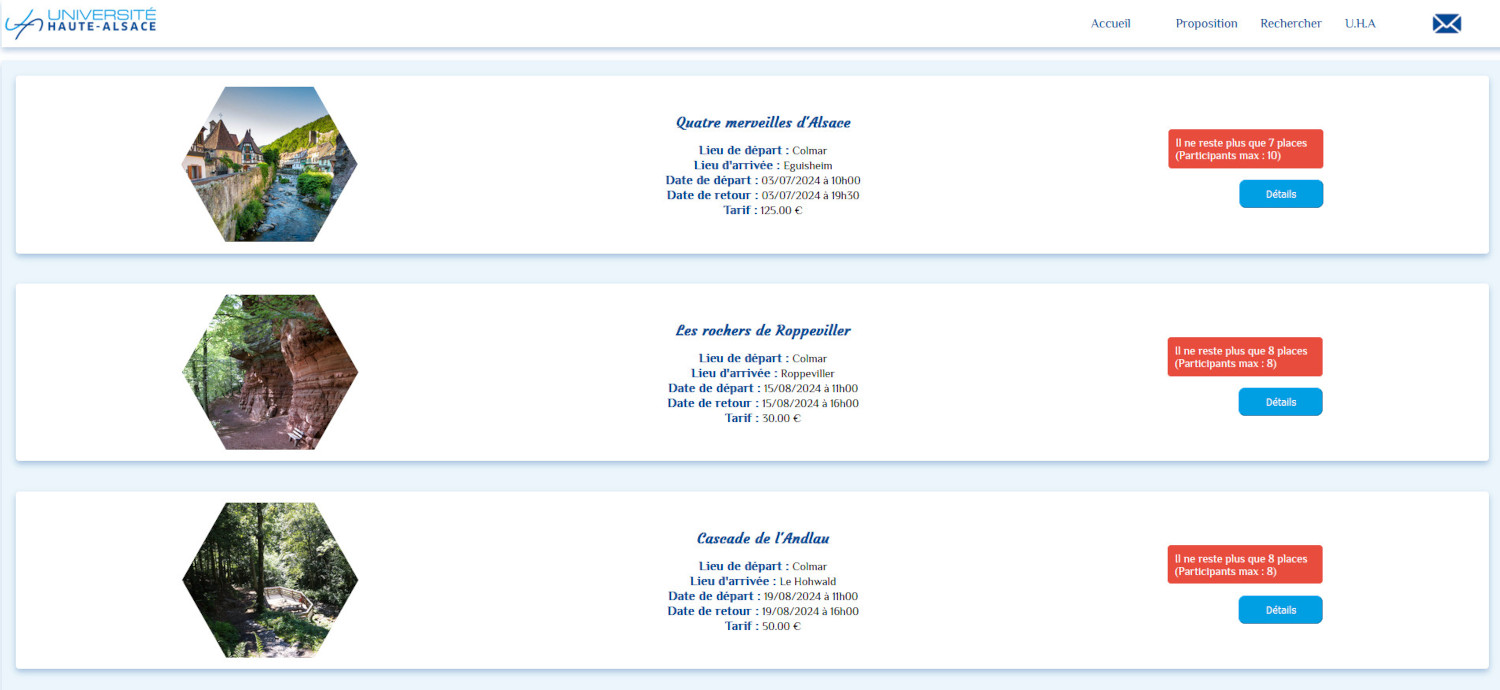 UNIVERSITÉ
HAUTE-ALSACE
Accueil
Proposition
Rechercher
U.H.A
Quatre merveilles d'Alsace
Lieu de départ : Colmar
Lieu d'arrivée : Eguisheim
Date de départ : 03/07/2024 à 10h00
Date de retour : 03/07/2024 à 19h30
Tarif : 125.00 €
Il ne reste plus que 7 places
(Participants max : 10)
Détails
Les rochers de Roppeviller
Lieu de départ : Colmar
Lieu d'arrivée : Roppeviller
Date de départ : 15/08/2024 à 11h00
Date de retour : 15/08/2024 à 16h00
Tarif : 30.00 €
Il ne reste plus que 8 places
(Participants max : 8)
Détails
Cascade de l'Andlau
Lieu de départ : Colmar
Lieu d'arrivée : Le Hohwald
Date de départ : 19/08/2024 à 11h00
Date de retour : 19/08/2024 à 16h00
Tarif : 50.00 €
Il ne reste plus que 8 places
(Participants max : 8)
Détails